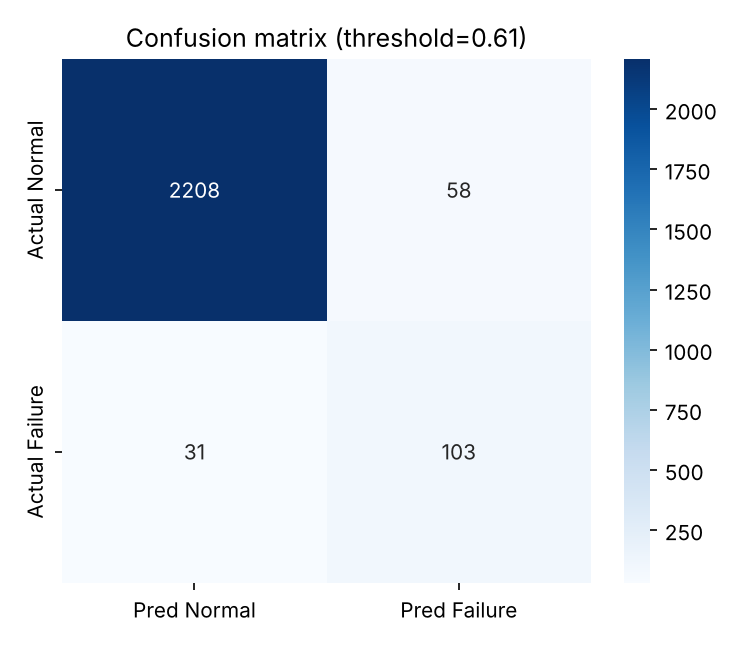 Confusion matrix (threshold=0.61)
Actual Normal
2208
58
Actual Failure
31
103
Pred Normal
Pred Failure
2000
1750
1500
1250
1000
750
500
250